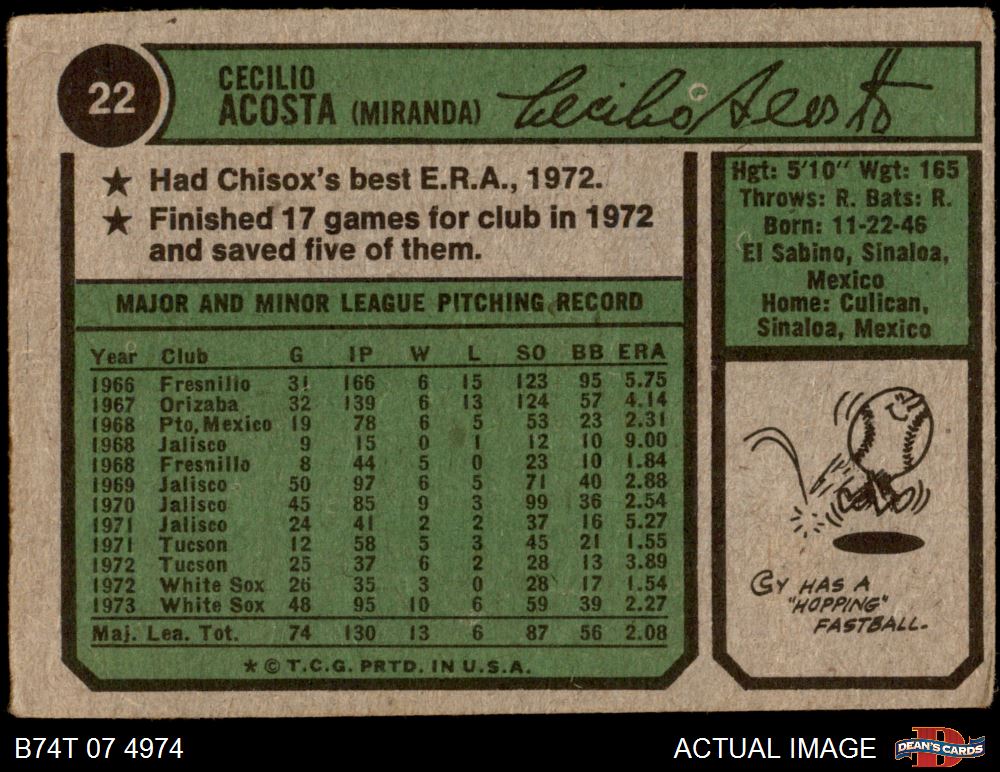 22
CECILIO
ACOSTA (MIRANDA)
Cecilio Acosta
★ Had Chisox's best E.R.A., 1972.
★ Finished 17 games for club in 1972
and saved five of them.
MAJOR AND MINOR LEAGUE PITCHING RECORD
Year Club G IP W L SO BB ERA
1966 Fresnillo 31 166 6 15 123 95 5.75
1967 Orizaba 32 139 6 13 124 57 4.14
1968 Pto. Mexico 19 78 6 5 53 23 2.31
1968 Jalisco 9 15 0 1 12 10 9.00
1968 Fresnillo 8 44 5 0 23 10 1.84
1969 Jalisco 50 97 6 5 71 40 2.88
1970 Jalisco 45 85 9 3 99 36 2.54
1971 Jalisco 24 41 2 2 37 16 5.27
1971 Tucson 12 58 5 3 45 21 1.55
1972 Tucson 25 37 6 2 28 13 3.89
1972 White Sox 26 35 3 0 28 17 1.54
1973 White Sox 48 95 10 6 59 39 2.27
Maj. Lea. Tot. 74 130 13 6 87 56 2.08
* © T.C.G. PRTD. IN U.S.A.
Hgt: 5'10" Wgt: 165
Throws: R. Bats: R.
Born: 11-22-46
El Sabino, Sinaloa,
Mexico
Home: Culican,
Sinaloa, Mexico
CY HAS A
"HOPPING"
FASTBALL.
B74T 07 4974
ACTUAL IMAGE
D
DEAN'S CARDS